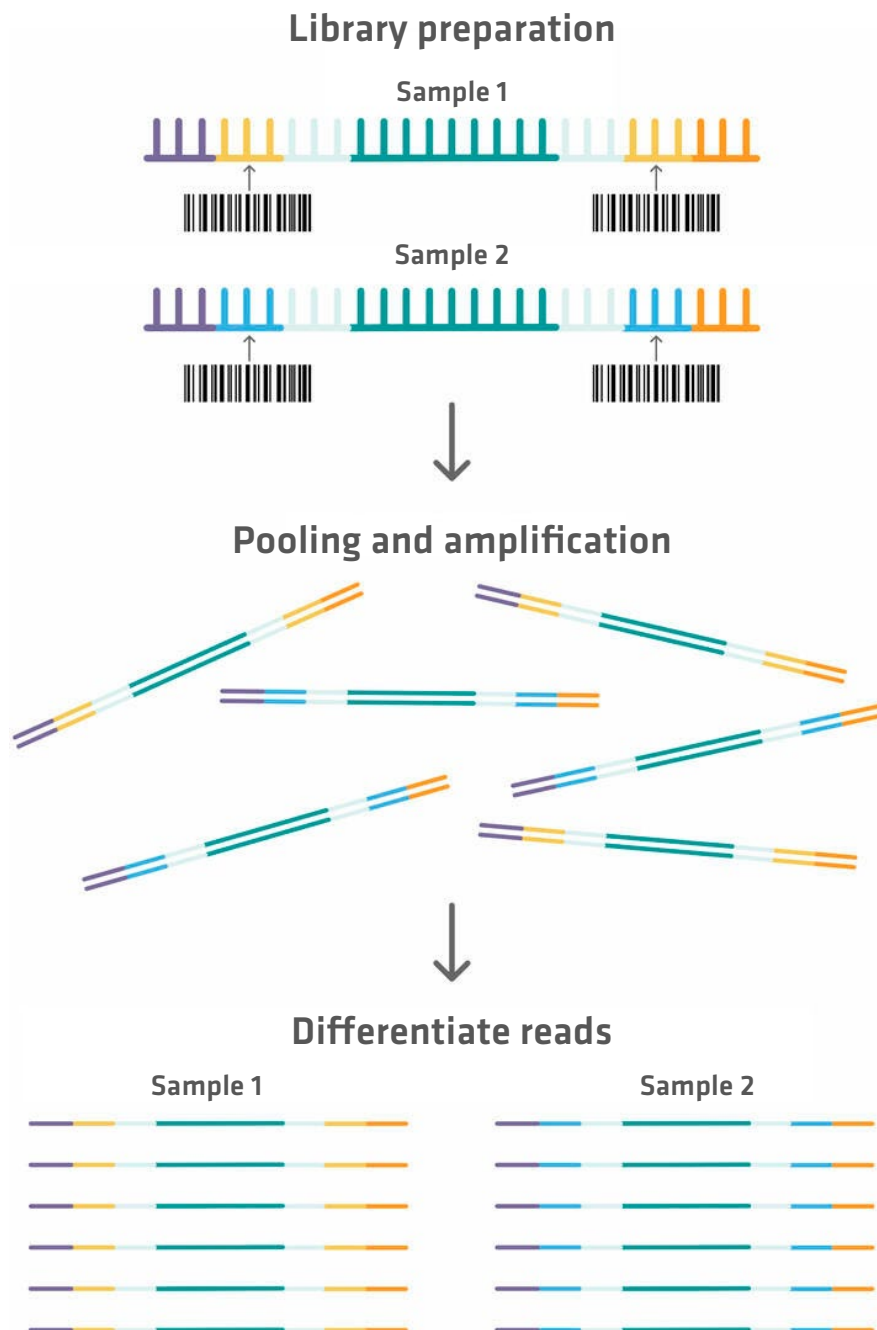 Library preparation
Sample 1
Sample 2
Pooling and amplification
Differentiate reads
Sample 1
Sample 2